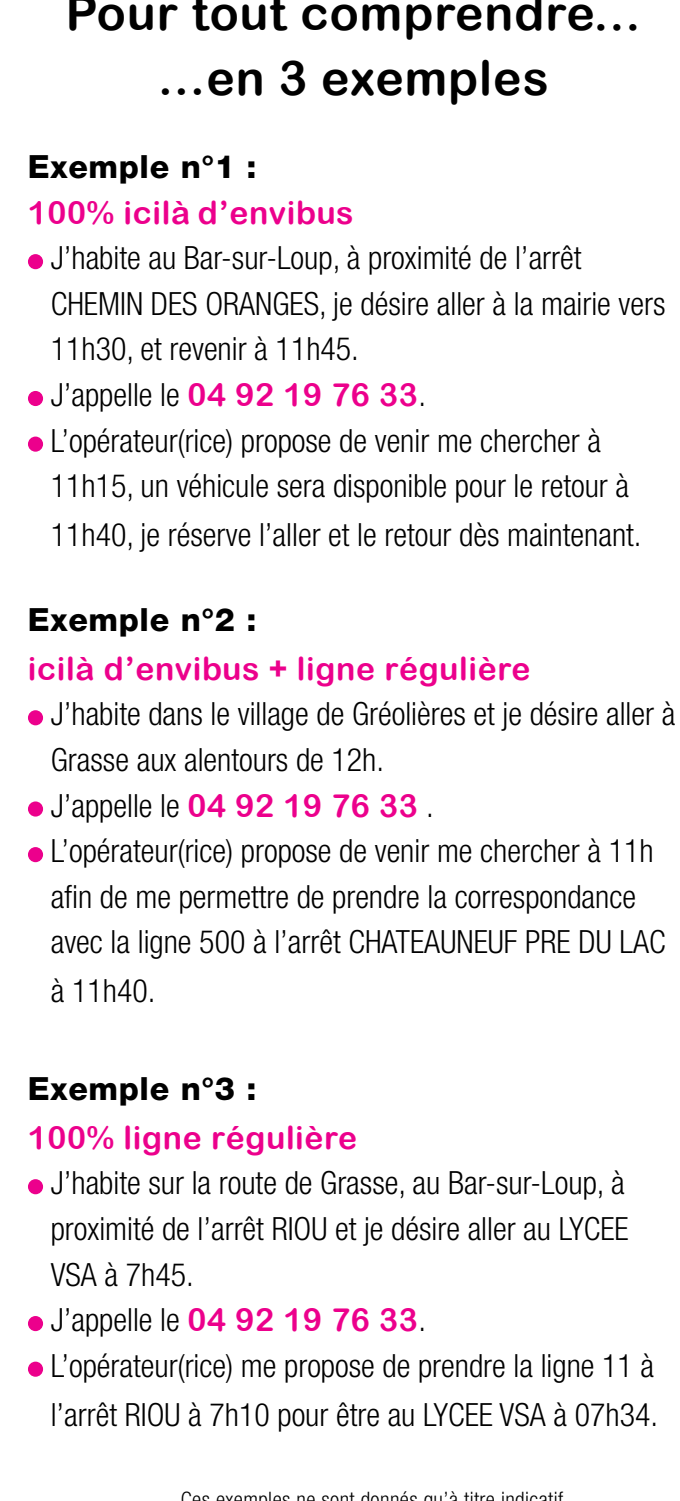 Pour tout comprendre...
...en 3 exemples
Exemple n°1 :
100% icilà d’envibus
● J’habite au Bar-sur-Loup, à proximité de l’arrêt
CHEMIN DES ORANGES, je désire aller à la mairie vers
11h30, et revenir à 11h45.
● J’appelle le 04 92 19 76 33.
● L’opérateur(rice) propose de venir me chercher à
11h15, un véhicule sera disponible pour le retour à
11h40, je réserve l’aller et le retour dès maintenant.
Exemple n°2 :
icilà d’envibus + ligne régulière
● J’habite dans le village de Gréolières et je désire aller à
Grasse aux alentours de 12h.
● J’appelle le 04 92 19 76 33 .
● L’opérateur(rice) propose de venir me chercher à 11h
afin de me permettre de prendre la correspondance
avec la ligne 500 à l’arrêt CHATEAUNEUF PRE DU LAC
à 11h40.
Exemple n°3 :
100% ligne régulière
● J’habite sur la route de Grasse, au Bar-sur-Loup, à
proximité de l’arrêt RIOU et je désire aller au LYCEE
VSA à 7h45.
● J’appelle le 04 92 19 76 33.
● L’opérateur(rice) me propose de prendre la ligne 11 à
l’arrêt RIOU à 7h10 pour être au LYCEE VSA à 07h34.
Ces exemples ne sont donnés qu’à titre indicatif